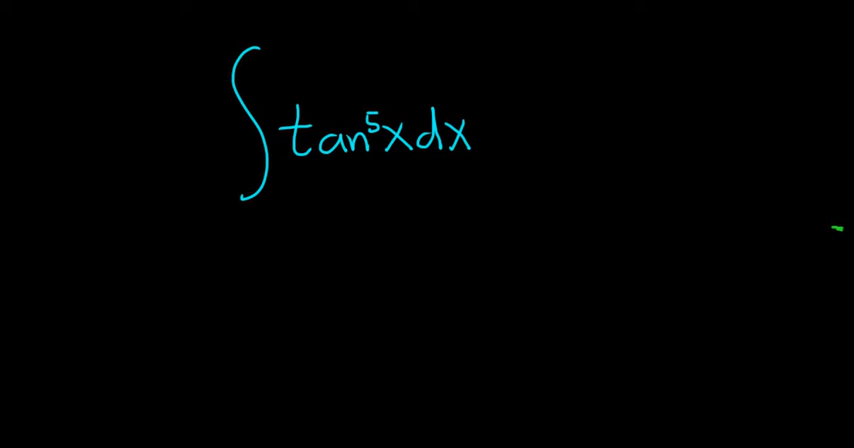 ∫ tan⁵x dx